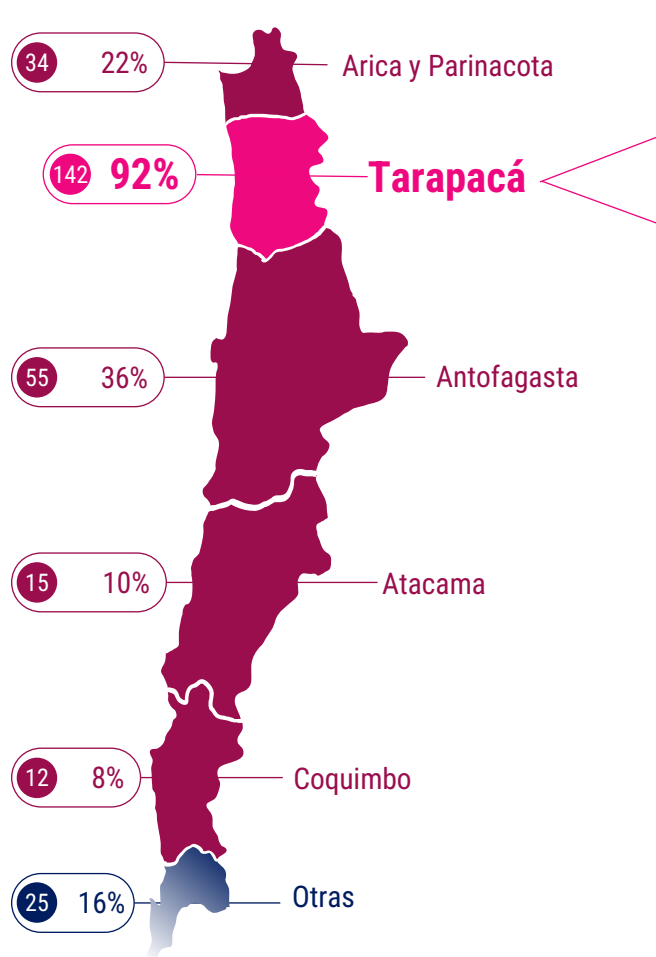 34 22% Arica y Parinacota
142 92% Tarapacá
55 36% Antofagasta
15 10% Atacama
12 8% Coquimbo
25 16% Otras